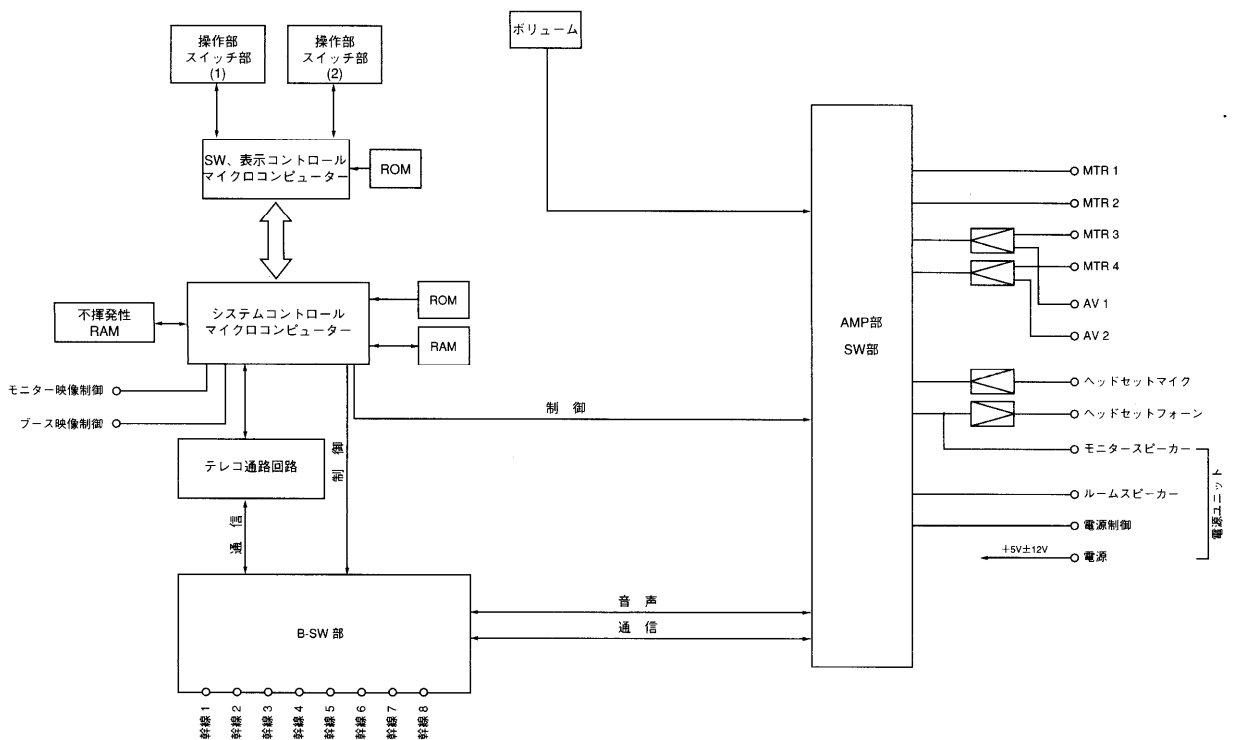 ボリューム
操作部
スイッチ部
(1)
操作部
スイッチ部
(2)
SW、表示コントロール
マイクロコンピューター
ROM
システムコントロール
マイクロコンピューター
ROM
RAM
不揮発性
RAM
モニター映像制御
ブース映像制御
テレコ通路回路
制御
制御
通信
B-SW部
音声
通信
幹線1
幹線2
幹線3
幹線4
幹線5
幹線6
幹線7
幹線8
AMP部
SW部
MTR 1
MTR 2
MTR 3
MTR 4
AV 1
AV 2
ヘッドセットマイク
ヘッドセットフォーン
モニタースピーカー
ルームスピーカー
電源制御
+5V±12V
電源
電源ユニット